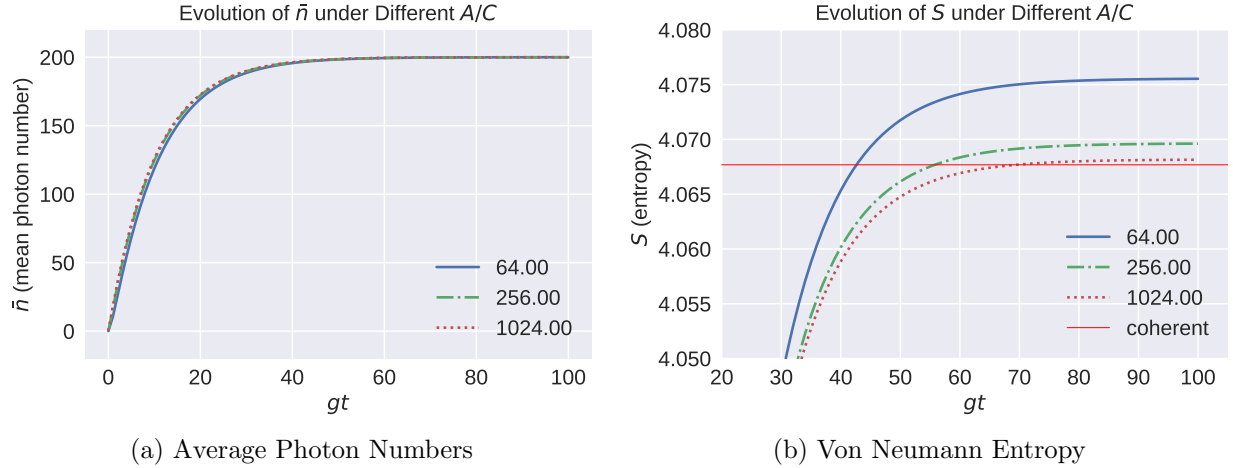 Evolution of n̄ under Different A/C
200
150
100
50
0
n̄ (mean photon number)
0 20 40 60 80 100
gt
64.00
256.00
1024.00
(a) Average Photon Numbers
Evolution of S under Different A/C
4.080
4.075
4.070
4.065
4.060
4.055
4.050
S (entropy)
20 30 40 50 60 70 80 90 100
gt
64.00
256.00
1024.00
coherent
(b) Von Neumann Entropy